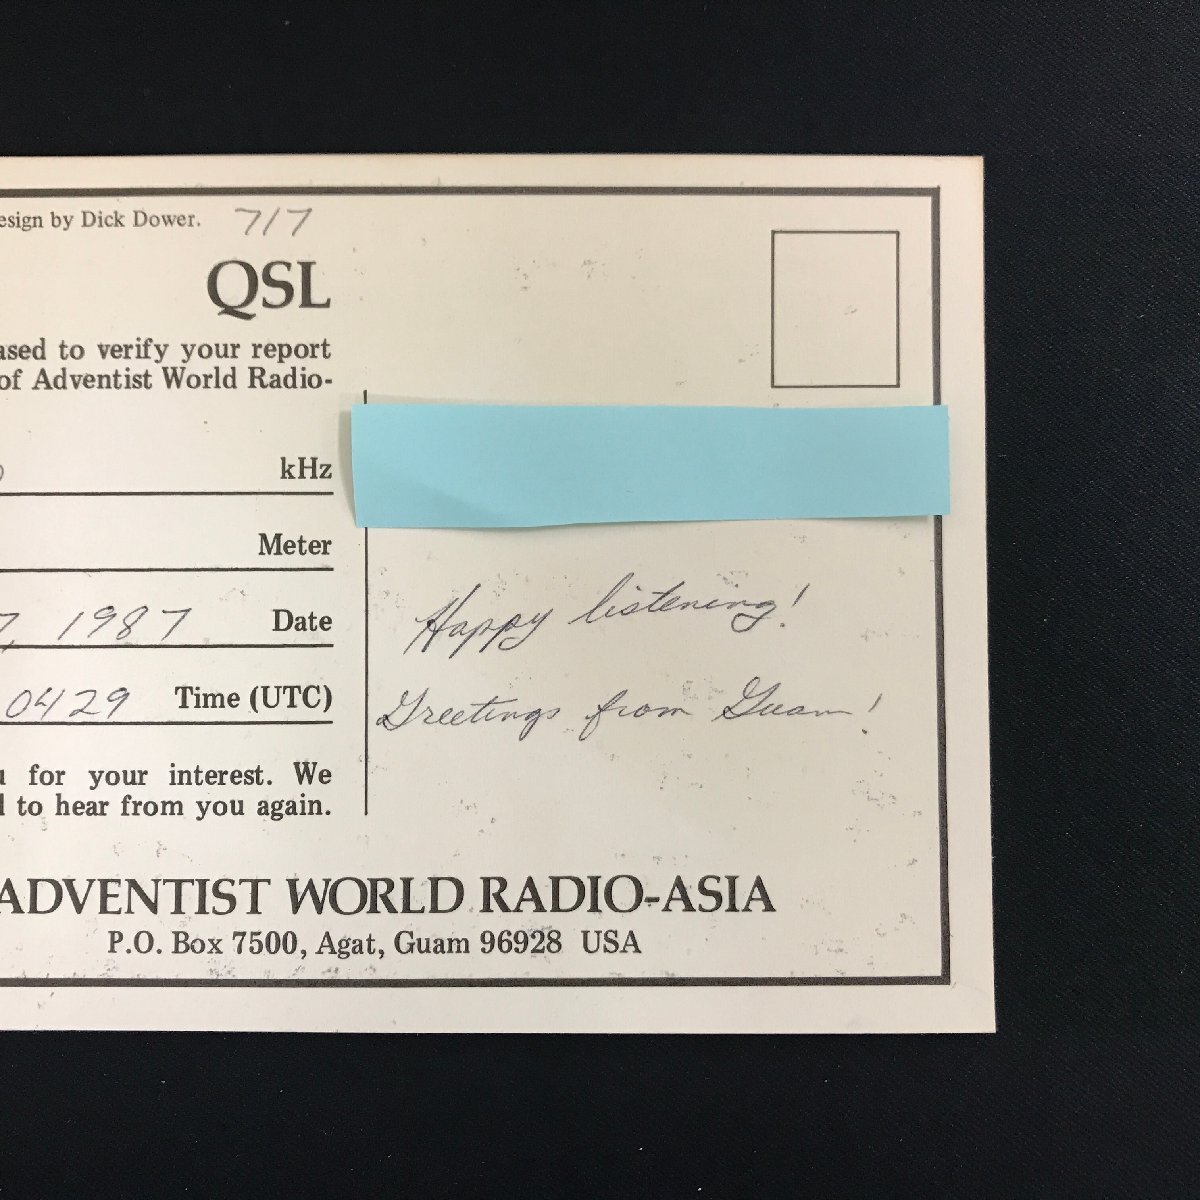 esign by Dick Dower. 717
QSL
ased to verify your report
of Adventist World Radio-
kHz
Meter
7, 1987 Date
0429 Time (UTC)
Happy listening!
Greetings from Guam!
for your interest. We
to hear from you again.
ADVENTIST WORLD RADIO-ASIA
P.O. Box 7500, Agat, Guam 96928 USA